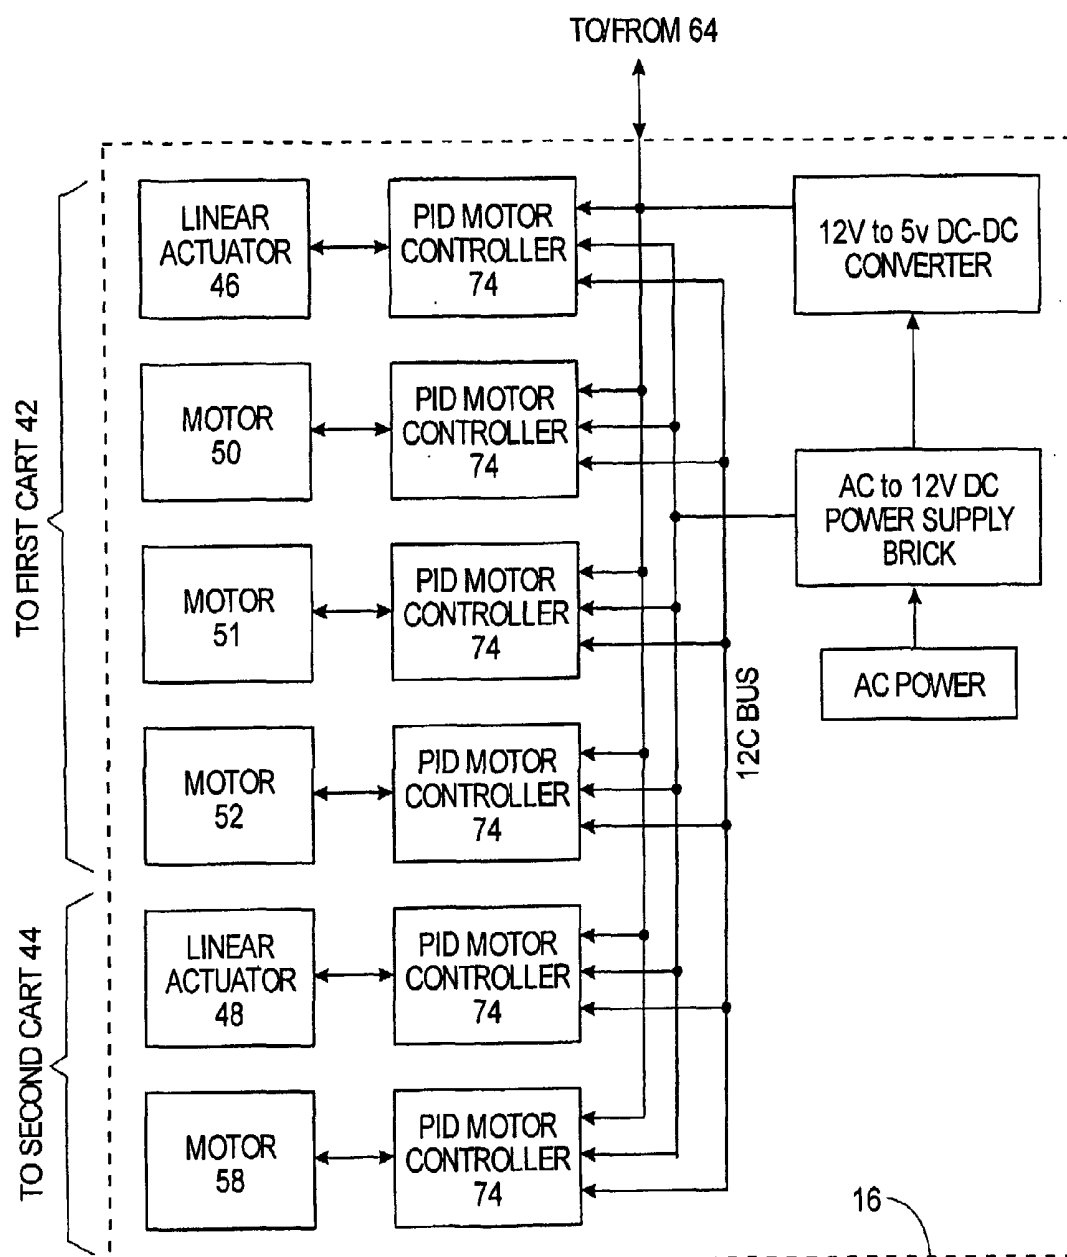 TO/FROM 64
LINEAR
ACTUATOR
46
PID MOTOR
CONTROLLER
74
12V to 5v DC-DC
CONVERTER
MOTOR
50
PID MOTOR
CONTROLLER
74
AC to 12V DC
POWER SUPPLY
BRICK
TO FIRST CART 42
MOTOR
51
PID MOTOR
CONTROLLER
74
AC POWER
12C BUS
MOTOR
52
PID MOTOR
CONTROLLER
74
LINEAR
ACTUATOR
48
PID MOTOR
CONTROLLER
74
TO SECOND CART 44
MOTOR
58
PID MOTOR
CONTROLLER
74
16